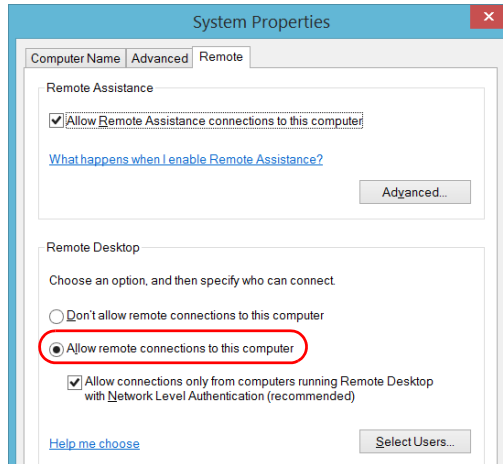 System Properties
Computer Name Advanced Remote
Remote Assistance
Allow Remote Assistance connections to this computer
What happens when I enable Remote Assistance?
Advanced...
Remote Desktop
Choose an option, and then specify who can connect.
Don't allow remote connections to this computer
Allow remote connections to this computer
Allow connections only from computers running Remote Desktop
with Network Level Authentication (recommended)
Help me choose
Select Users...